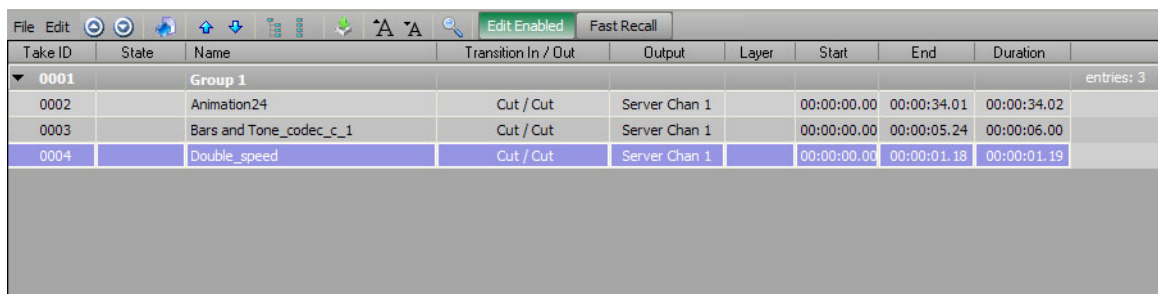 File Edit A A Edit Enabled Fast Recall
Take ID State Name Transition In / Out Output Layer Start End Duration
0001 Group 1 entries: 3
0002 Animation24 Cut / Cut Server Chan 1 00:00:00.00 00:00:34.01 00:00:34.02
0003 Bars and Tone_codec_c_1 Cut / Cut Server Chan 1 00:00:00.00 00:00:05.24 00:00:06.00
0004 Double_speed Cut / Cut Server Chan 1 00:00:00.00 00:00:01.18 00:00:01.19